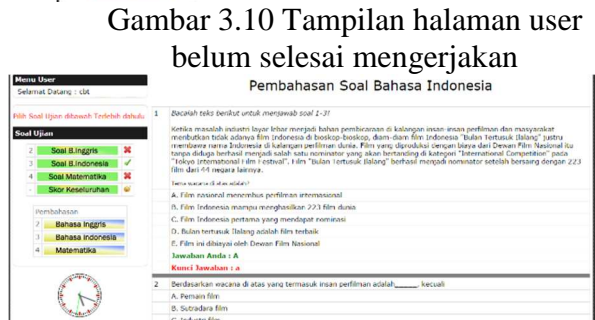 Gambar 3.10 Tampilan halaman user
belum selesai mengerjakan
Menu User
Selamat Datang : cbt
Pilih Soal Ujian dibawah Terlebih dahulu
Soal Ujian
2 Soal B.Inggris
3 Soal B.Indonesia
4 Soal Matematika
- Skor Keseluruhan
Pembahasan
2 Bahasa Inggris
3 Bahasa Indonesia
4 Matematika
Pembahasan Soal Bahasa Indonesia
1 Bacalah teks berikut untuk menjawab soal 1-3!
Ketika masalah industri layar lebar menjadi bahan pembicaraan di kalangan insan-insan perfilman dan masyarakat
meributkan tidak adanya film Indonesia di bioskop-bioskop, diam-diam film Indonesia "Bulan Tertusuk Ilalang" justru
membawa nama Indonesia di kalangan perfilman dunia. Film yang diproduksi dengan biaya dari Dewan Film Nasional itu
tanpa diduga berhasil menjadi salah satu nominator yang akan bertanding di kategori "International Competition" pada
"Tokyo International Film Festival". Film "Bulan Tertusuk Ilalang" berhasil menjadi nominator setelah bersaing dengan 223
film dari 44 negara lainnya.
Tema wacana di atas adalah?
A. Film nasional menembus perfilman internasional
B. Film Indonesia mampu menghasilkan 223 film dunia
C. Film Indonesia pertama yang mendapat nominasi
D. Bulan tertusuk Ilalang adalah film terbaik
E. Film ini dibiayai oleh Dewan Film Nasional
Jawaban Anda : A
Kunci Jawaban : a
2 Berdasarkan wacana di atas yang termasuk insan perfilman adalah_____, kecuali
A. Pemain film
B. Sutradara film
C. Industri film